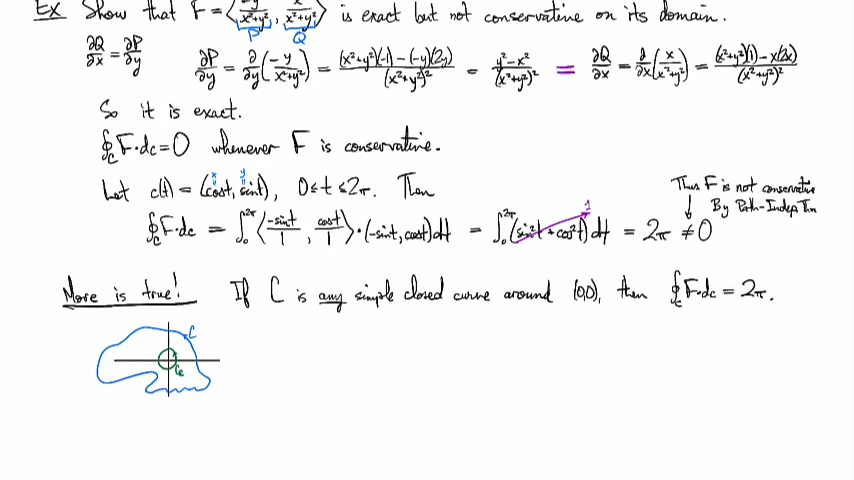 Ex Show that F = ⟨-y/x²+y², x/x²+y²⟩ is exact but not conservative on its domain.
P Q
∂Q/∂x = ∂P/∂y ∂P/∂y = ∂/∂y(-y/x²+y²) = (x²+y²)(-1) - (-y)(2y)/(x²+y²)² = y²-x²/(x²+y²)² = ∂Q/∂x = ∂/∂x(x/x²+y²) = (x²+y²)(1) - x(2x)/(x²+y²)²
So it is exact.
∮_C F·dc = 0 whenever F is conservative.
x y
Let c(t) = (cost, sint), 0≤t≤2π. Then
Thus F is not conservative
By Path-Indep Thm
∮_C F·dc = ∫₀^2π ⟨-sint/1, cost/1⟩·(-sint, cost)dt = ∫₀^2π (sin²t + cos²t) dt = 2π ≠ 0
1
More is true! If C is any simple closed curve around (0,0), then ∮_C F·dc = 2π.
C